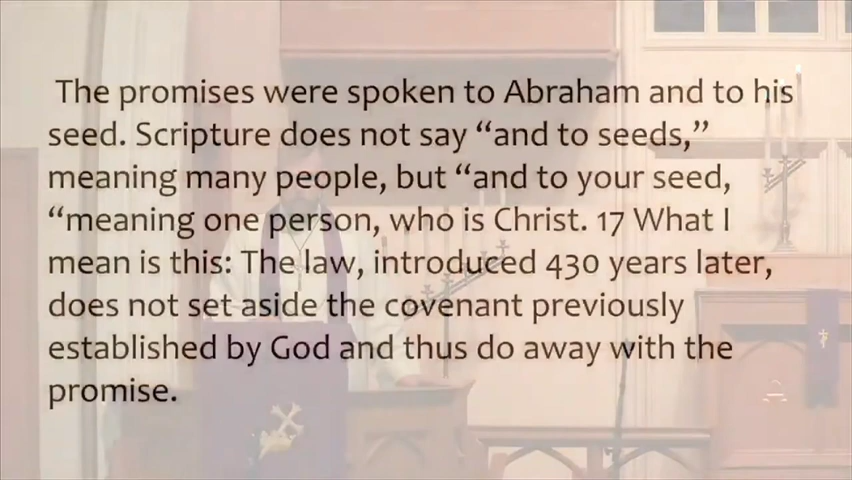 The promises were spoken to Abraham and to his
seed. Scripture does not say “and to seeds,”
meaning many people, but “and to your seed,
“meaning one person, who is Christ. 17 What I
mean is this: The law, introduced 430 years later,
does not set aside the covenant previously
established by God and thus do away with the
promise.